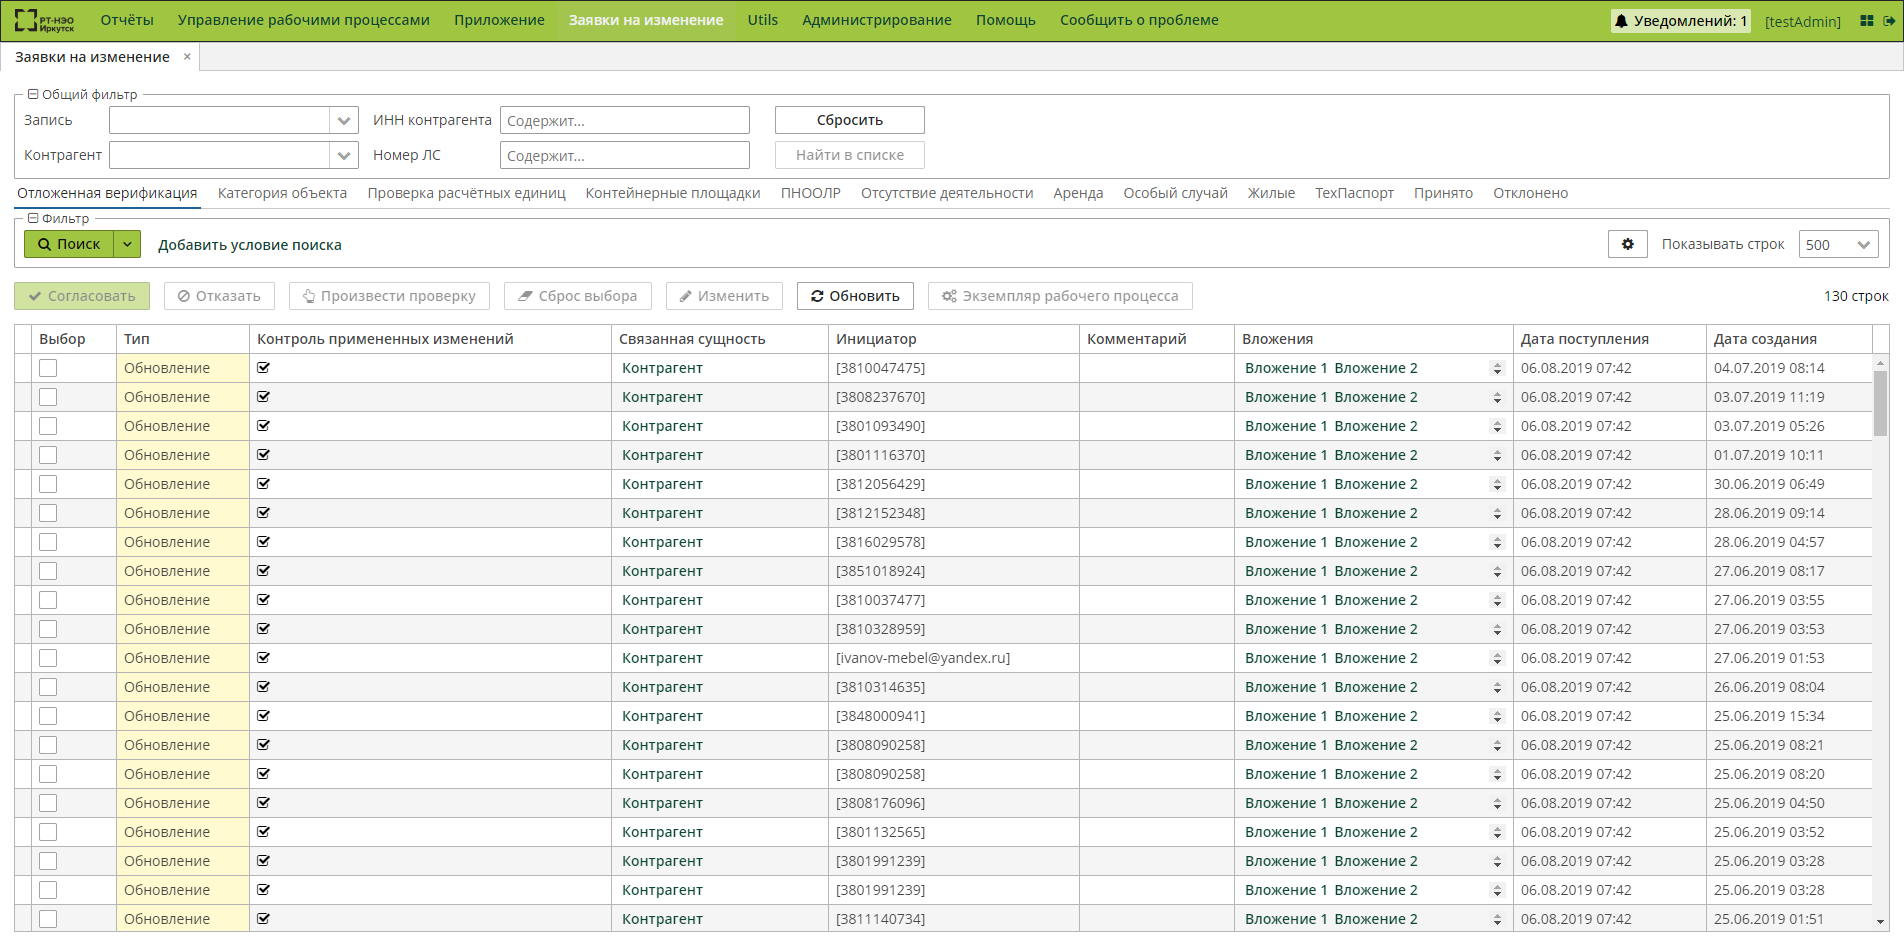 РТ-НЭО Иркутск Отчёты Управление рабочими процессами Приложение Заявки на изменение Utils Администрирование Помощь Сообщить о проблеме Уведомлений: 1 [testAdmin]
Заявки на изменение ×
Общий фильтр
Запись ИНН контрагента Содержит... Сбросить
Контрагент Номер ЛС Содержит... Найти в списке
Отложенная верификация Категория объекта Проверка расчётных единиц Контейнерные площадки ПНООЛР Отсутствие деятельности Аренда Особый случай Жилые ТехПаспорт Принято Отклонено
Фильтр
Поиск Добавить условие поиска Показывать строк 500
Согласовать Отказать Произвести проверку Сброс выбора Изменить Обновить Экземпляр рабочего процесса 130 строк
Выбор Тип Контроль примененных изменений Связанная сущность Инициатор Комментарий Вложения Дата поступления Дата создания
Обновление Контрагент [3810047475] Вложение 1 Вложение 2 06.08.2019 07:42 04.07.2019 08:14
Обновление Контрагент [3808237670] Вложение 1 Вложение 2 06.08.2019 07:42 03.07.2019 11:19
Обновление Контрагент [3801093490] Вложение 1 Вложение 2 06.08.2019 07:42 03.07.2019 05:26
Обновление Контрагент [3801116370] Вложение 1 Вложение 2 06.08.2019 07:42 01.07.2019 10:11
Обновление Контрагент [3812056429] Вложение 1 Вложение 2 06.08.2019 07:42 30.06.2019 06:49
Обновление Контрагент [3812152348] Вложение 1 Вложение 2 06.08.2019 07:42 28.06.2019 09:14
Обновление Контрагент [3816029578] Вложение 1 Вложение 2 06.08.2019 07:42 28.06.2019 04:57
Обновление Контрагент [3851018924] Вложение 1 Вложение 2 06.08.2019 07:42 27.06.2019 08:17
Обновление Контрагент [3810037477] Вложение 1 Вложение 2 06.08.2019 07:42 27.06.2019 03:55
Обновление Контрагент [3810328959] Вложение 1 Вложение 2 06.08.2019 07:42 27.06.2019 03:53
Обновление Контрагент [ivanov-mebel@yandex.ru] Вложение 1 Вложение 2 06.08.2019 07:42 27.06.2019 01:53
Обновление Контрагент [3810314635] Вложение 1 Вложение 2 06.08.2019 07:42 26.06.2019 08:04
Обновление Контрагент [3848000941] Вложение 1 Вложение 2 06.08.2019 07:42 25.06.2019 15:34
Обновление Контрагент [3808090258] Вложение 1 Вложение 2 06.08.2019 07:42 25.06.2019 08:21
Обновление Контрагент [3808090258] Вложение 1 Вложение 2 06.08.2019 07:42 25.06.2019 08:20
Обновление Контрагент [3808176096] Вложение 1 Вложение 2 06.08.2019 07:42 25.06.2019 04:50
Обновление Контрагент [3801132565] Вложение 1 Вложение 2 06.08.2019 07:42 25.06.2019 03:52
Обновление Контрагент [3801991239] Вложение 1 Вложение 2 06.08.2019 07:42 25.06.2019 03:28
Обновление Контрагент [3801991239] Вложение 1 Вложение 2 06.08.2019 07:42 25.06.2019 03:28
Обновление Контрагент [3811140734] Вложение 1 Вложение 2 06.08.2019 07:42 25.06.2019 01:51